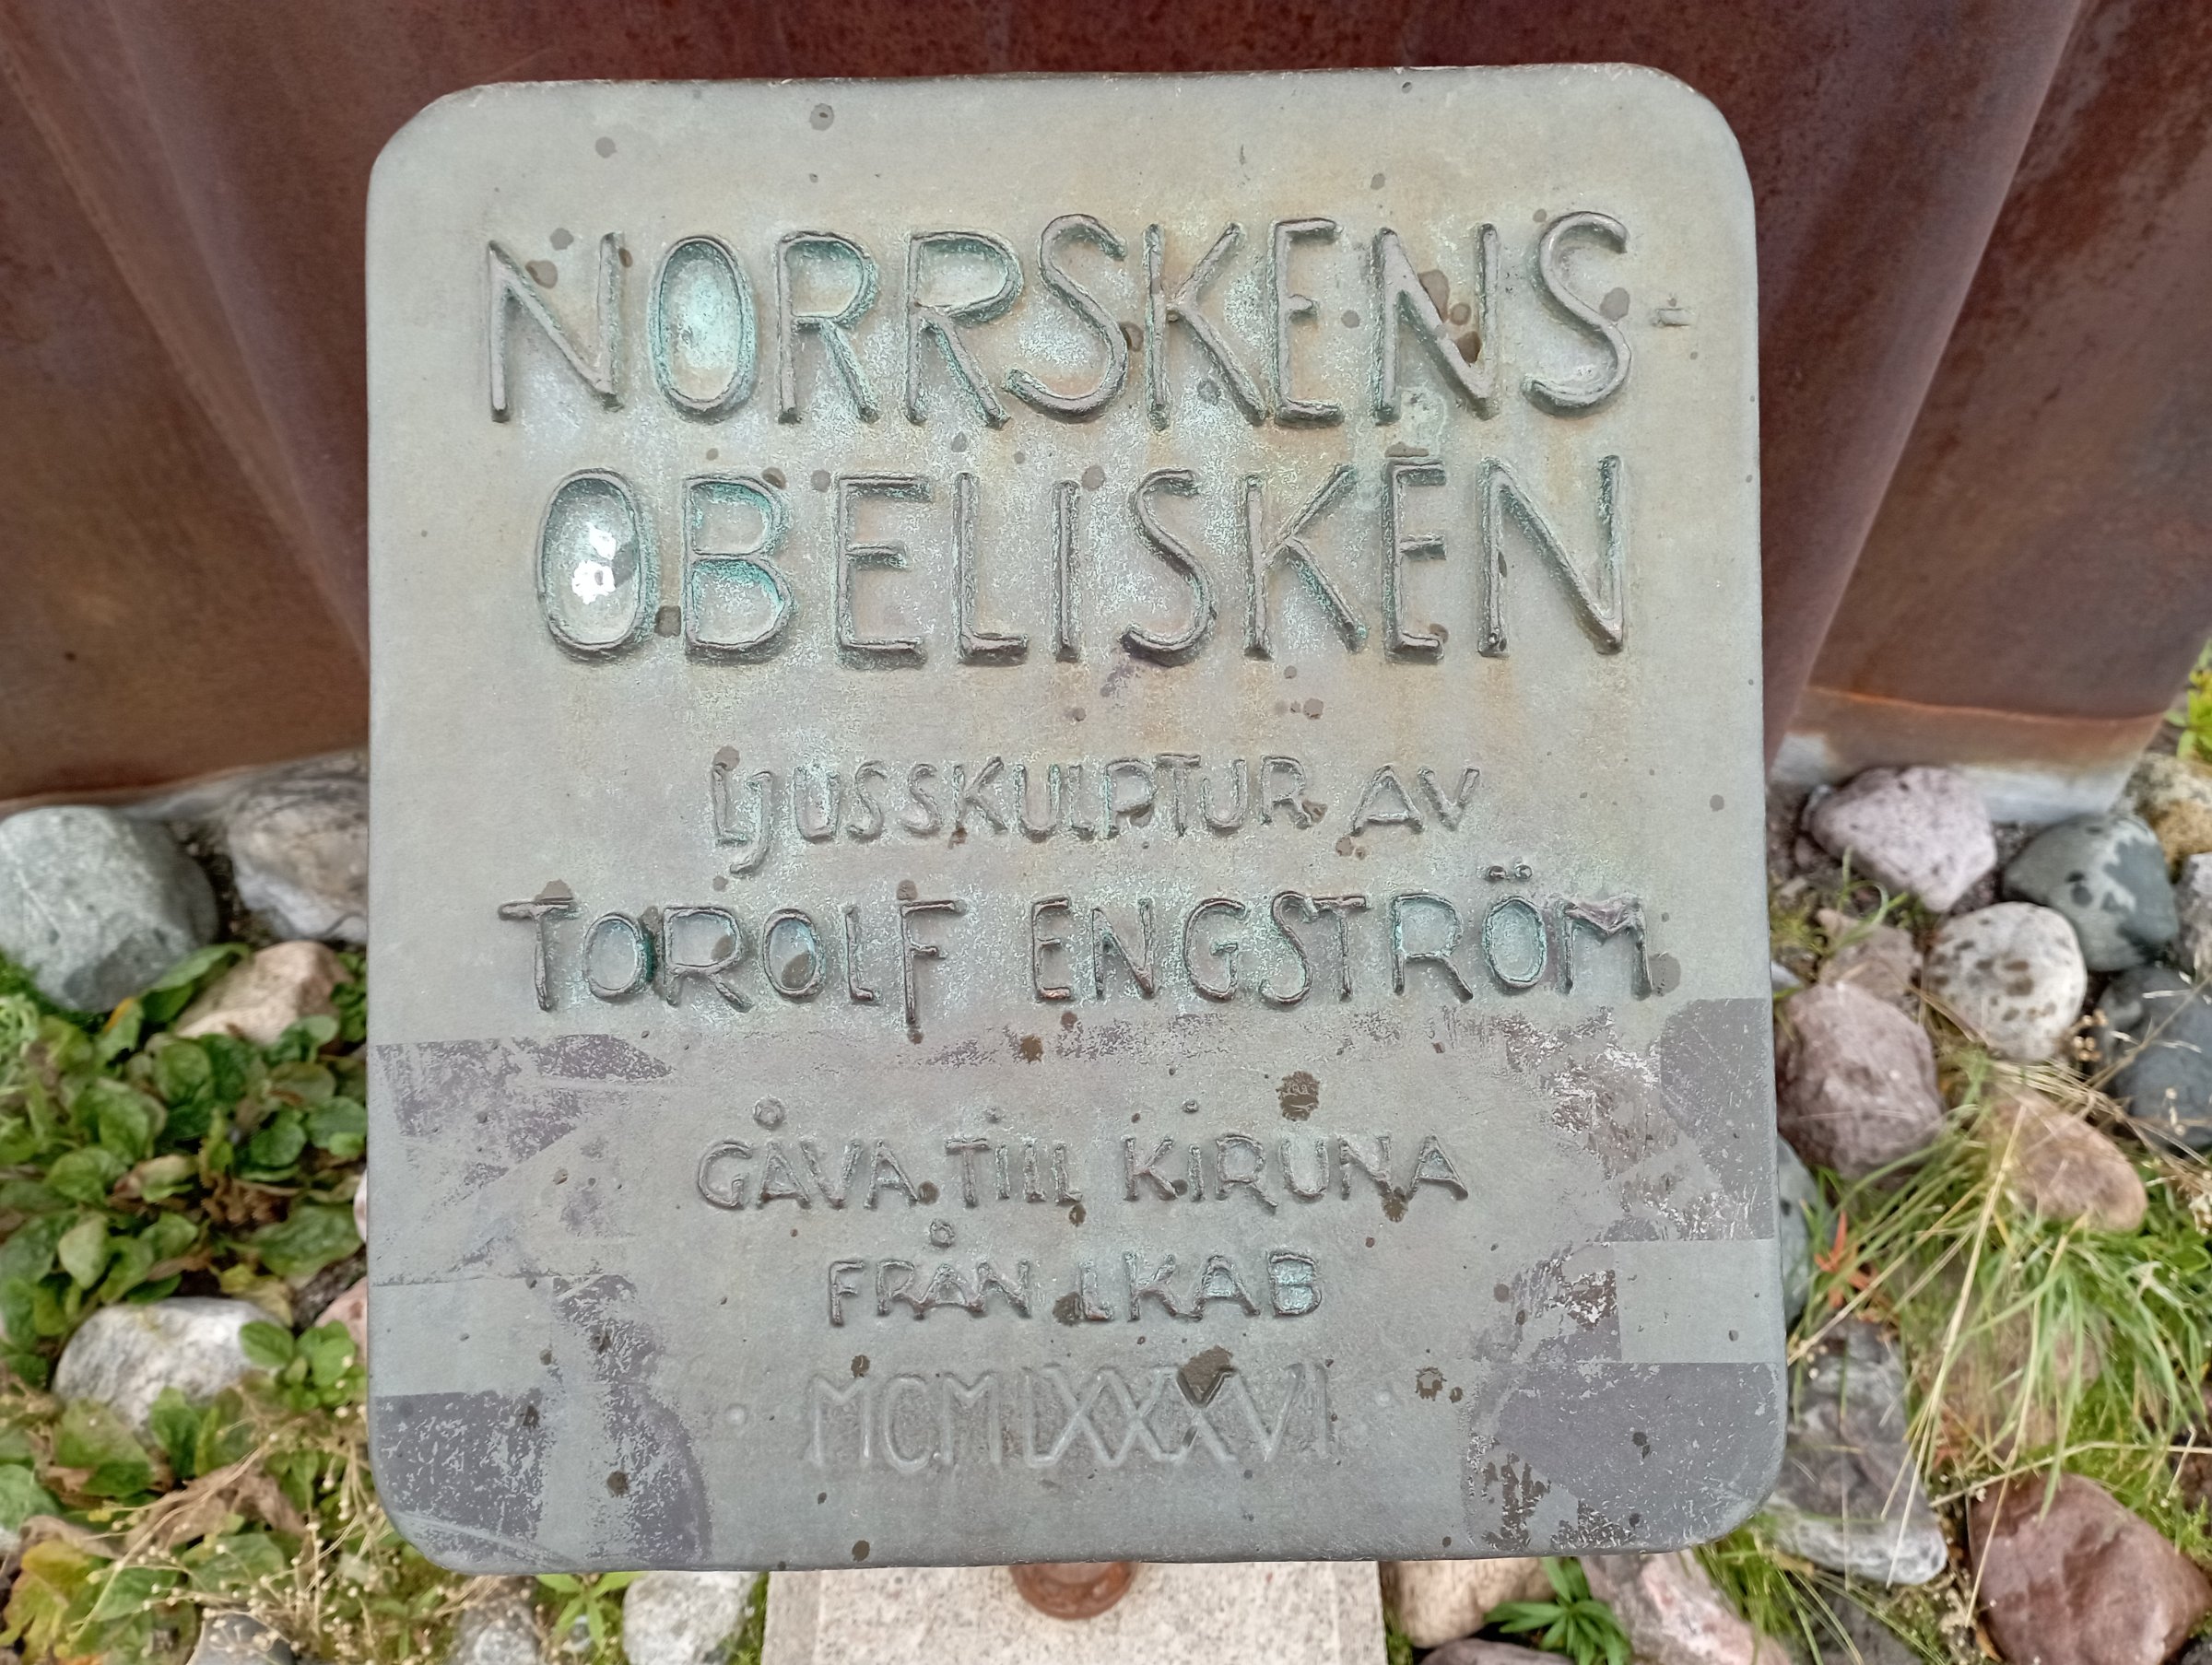 NORRSKENS-
OBELISKEN
LJUSSKULPTUR AV
TOROLF ENGSTRÖM
GÅVA TILL KIRUNA
FRÅN LKAB
MCMLXXXVI